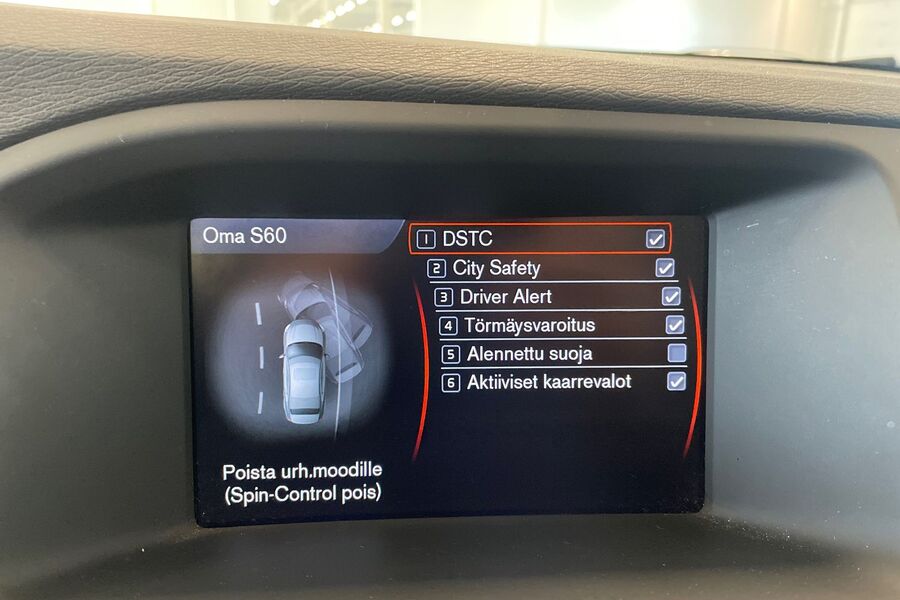 Oma S60
1 DSTC
2 City Safety
3 Driver Alert
4 Törmäysvaroitus
5 Alennettu suoja
6 Aktiiviset kaarrevalot
Poista urh.moodille
(Spin-Control pois)